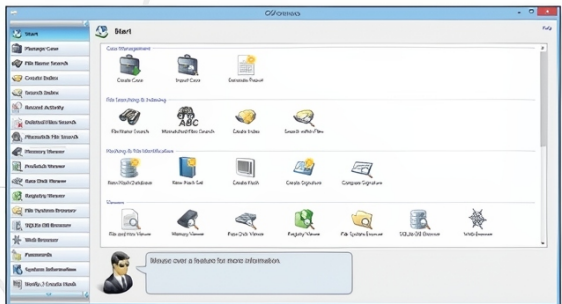 OSForensics
Start
Help
Start
Manage Case
File Name Search
Create Index
Search Index
Recent Activity
Deleted Files Search
Mismatch File Search
Memory Viewer
Prefetch Viewer
Raw Disk Viewer
Registry Viewer
File System Browser
SQLite DB Browser
Web Browser
Passwords
System Information
Verify / Create Hash
Case Management
Create Case
Import Case
Generate Report
File Searching & Indexing
File Name Search
Mismatched Files Search
Create Index
Search within Files
Hashing & File Identification
New Hash Database
New Hash Set
Create Hash
Create Signature
Compare Signature
Viewers
File and Hex Viewer
Memory Viewer
Raw Disk Viewer
Registry Viewer
File System Browser
SQLite DB Browser
Web Browser
Mouse over a feature for more information.